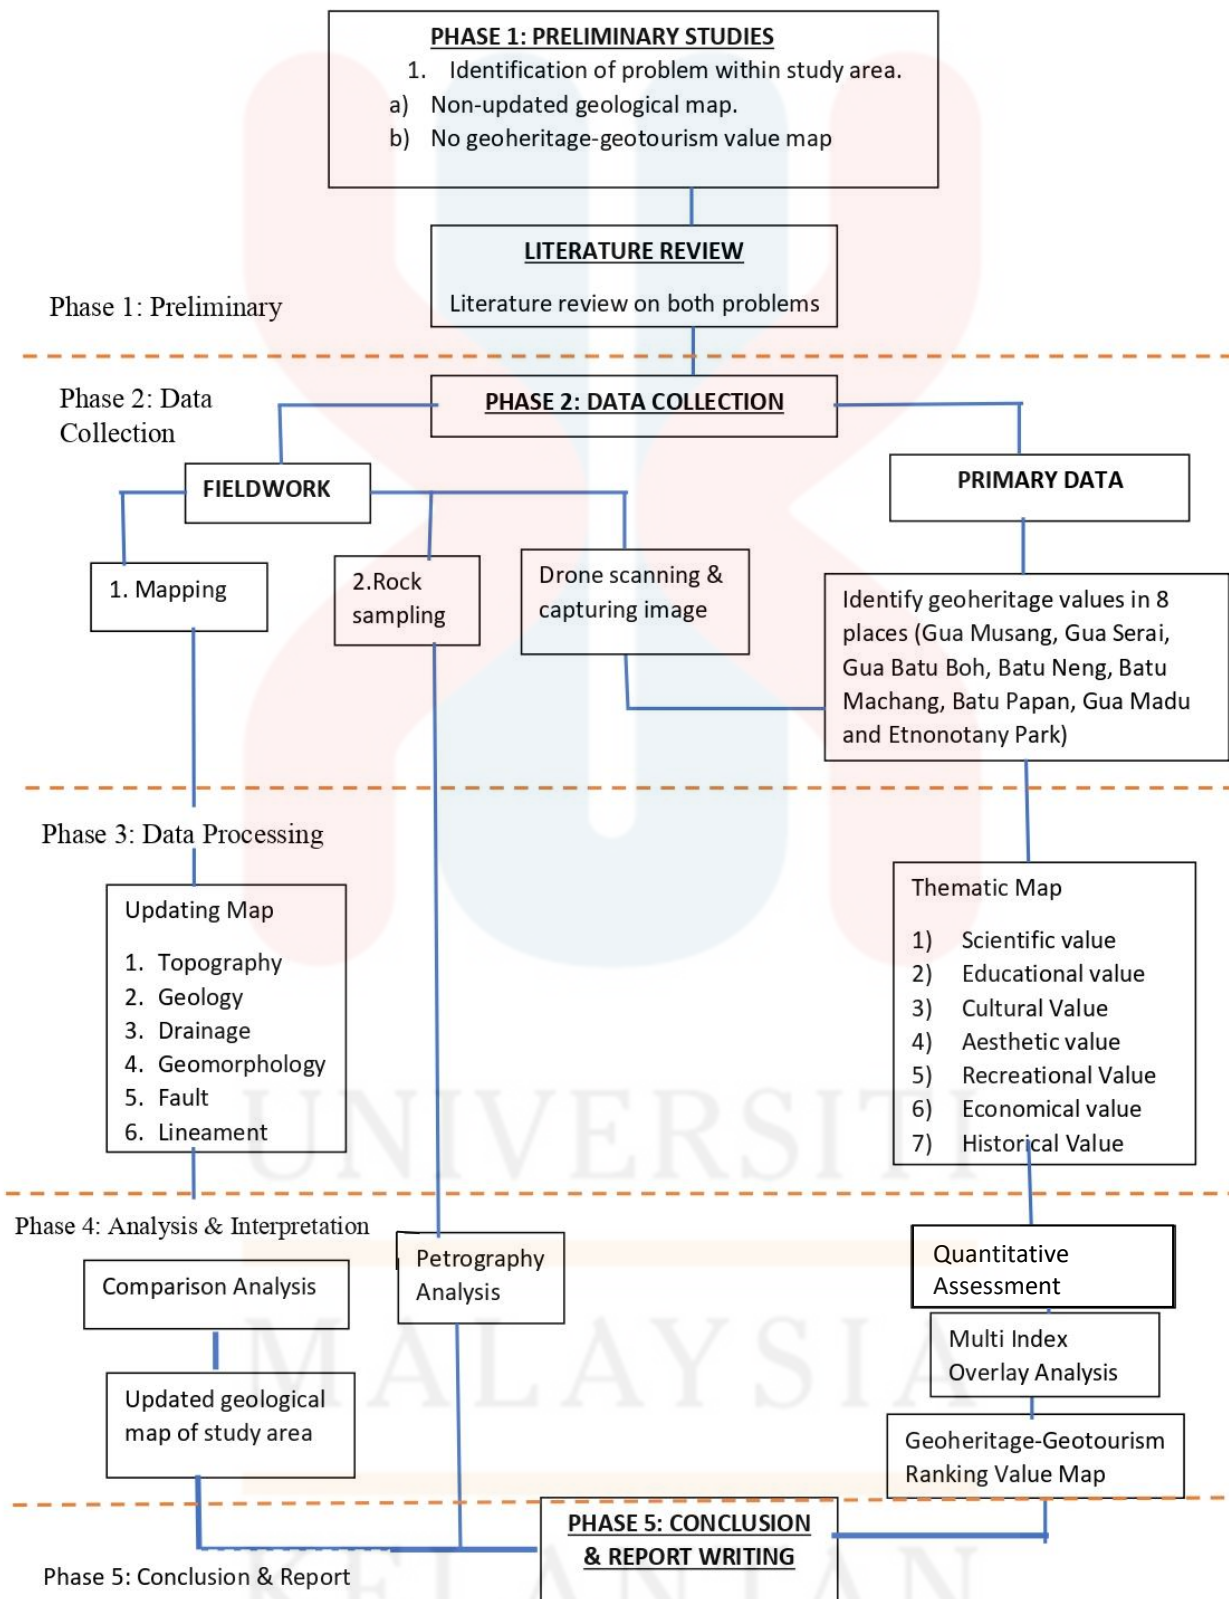 PHASE 1: PRELIMINARY STUDIES
1. Identification of problem within study area.
a) Non-updated geological map.
b) No geoheritage-geotourism value map
LITERATURE REVIEW
Literature review on both problems
Phase 1: Preliminary
Phase 2: Data
Collection
PHASE 2: DATA COLLECTION
FIELDWORK
PRIMARY DATA
1. Mapping
2.Rock
sampling
Drone scanning &
capturing image
Identify geoheritage values in 8
places (Gua Musang, Gua Serai,
Gua Batu Boh, Batu Neng, Batu
Machang, Batu Papan, Gua Madu
and Etnonotany Park)
Phase 3: Data Processing
Updating Map
1. Topography
2. Geology
3. Drainage
4. Geomorphology
5. Fault
6. Lineament
Thematic Map
1) Scientific value
2) Educational value
3) Cultural Value
4) Aesthetic value
5) Recreational Value
6) Economical value
7) Historical Value
UNIVERSITI
Phase 4: Analysis & Interpretation
Comparison Analysis
Petrography
Analysis
Quantitative
Assessment
Multi Index
Overlay Analysis
MALAYSIA
Updated geological
map of study area
Geoheritage-Geotourism
Ranking Value Map
PHASE 5: CONCLUSION
& REPORT WRITING
Phase 5: Conclusion & Report
KELANTAN